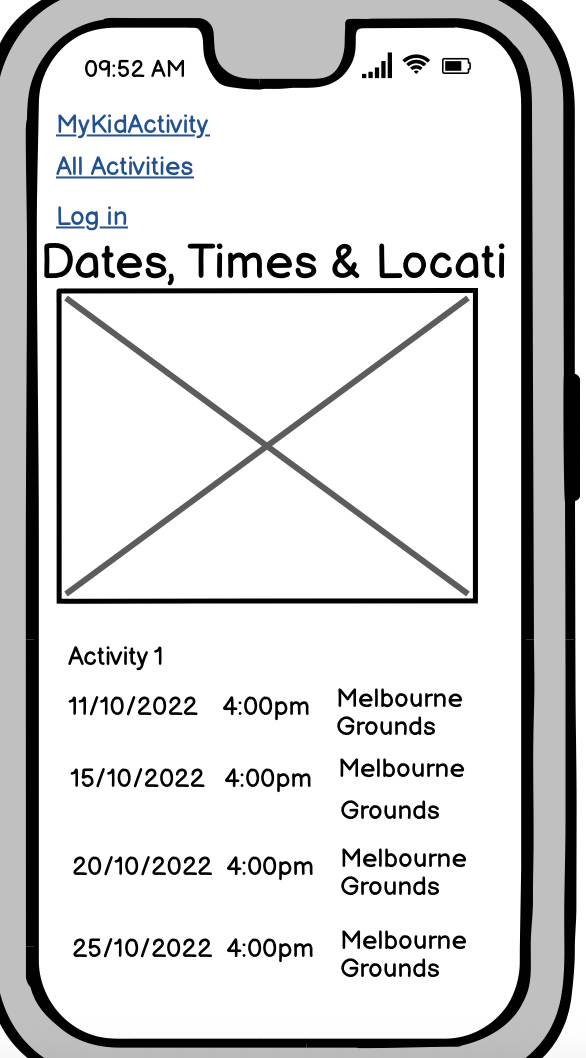 09:52 AM
MyKidActivity
All Activities
Log in
Dates, Times & Locati
Activity 1
11/10/2022 4:00pm Melbourne
Grounds
15/10/2022 4:00pm Melbourne
Grounds
20/10/2022 4:00pm Melbourne
Grounds
25/10/2022 4:00pm Melbourne
Grounds